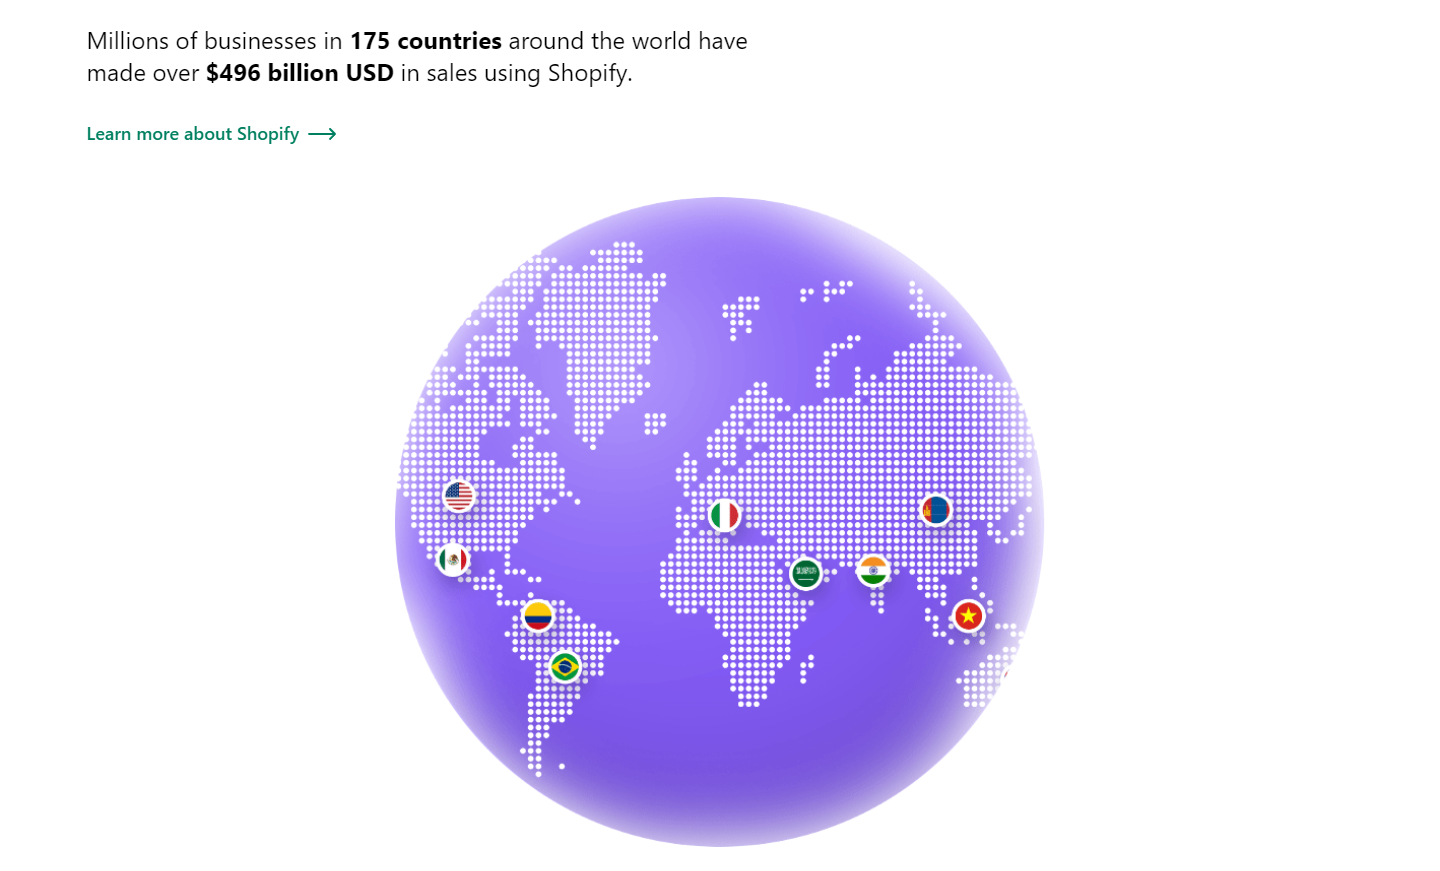 Millions of businesses in 175 countries around the world have
made over $496 billion USD in sales using Shopify.
Learn more about Shopify